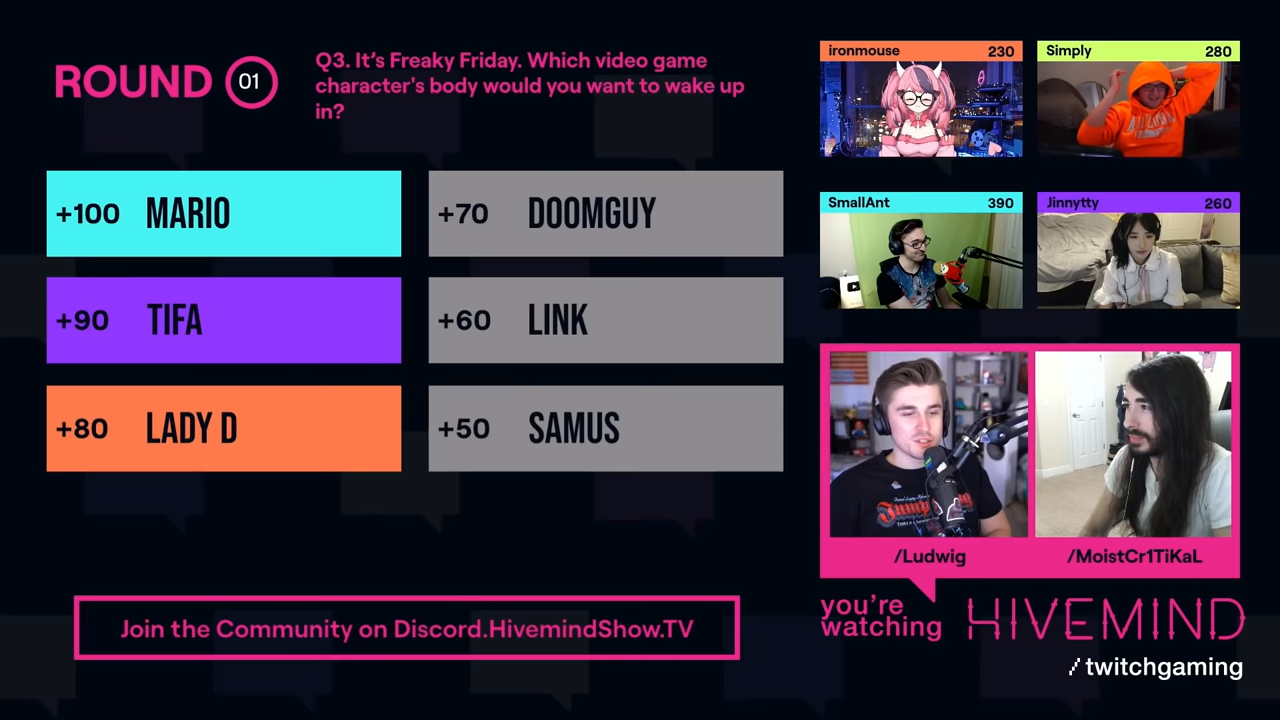 ROUND 01
Q3. It’s Freaky Friday. Which video game
character's body would you want to wake up
in?
+100 MARIO
+70 DOOMGUY
+90 TIFA
+60 LINK
+80 LADY D
+50 SAMUS
Join the Community on Discord.HivemindShow.TV
ironmouse 230
Simply 280
SmallAnt 390
Jinnytty 260
/Ludwig
/MoistCr1TiKaL
you’re
watching
HIVEMIND
/twitchgaming